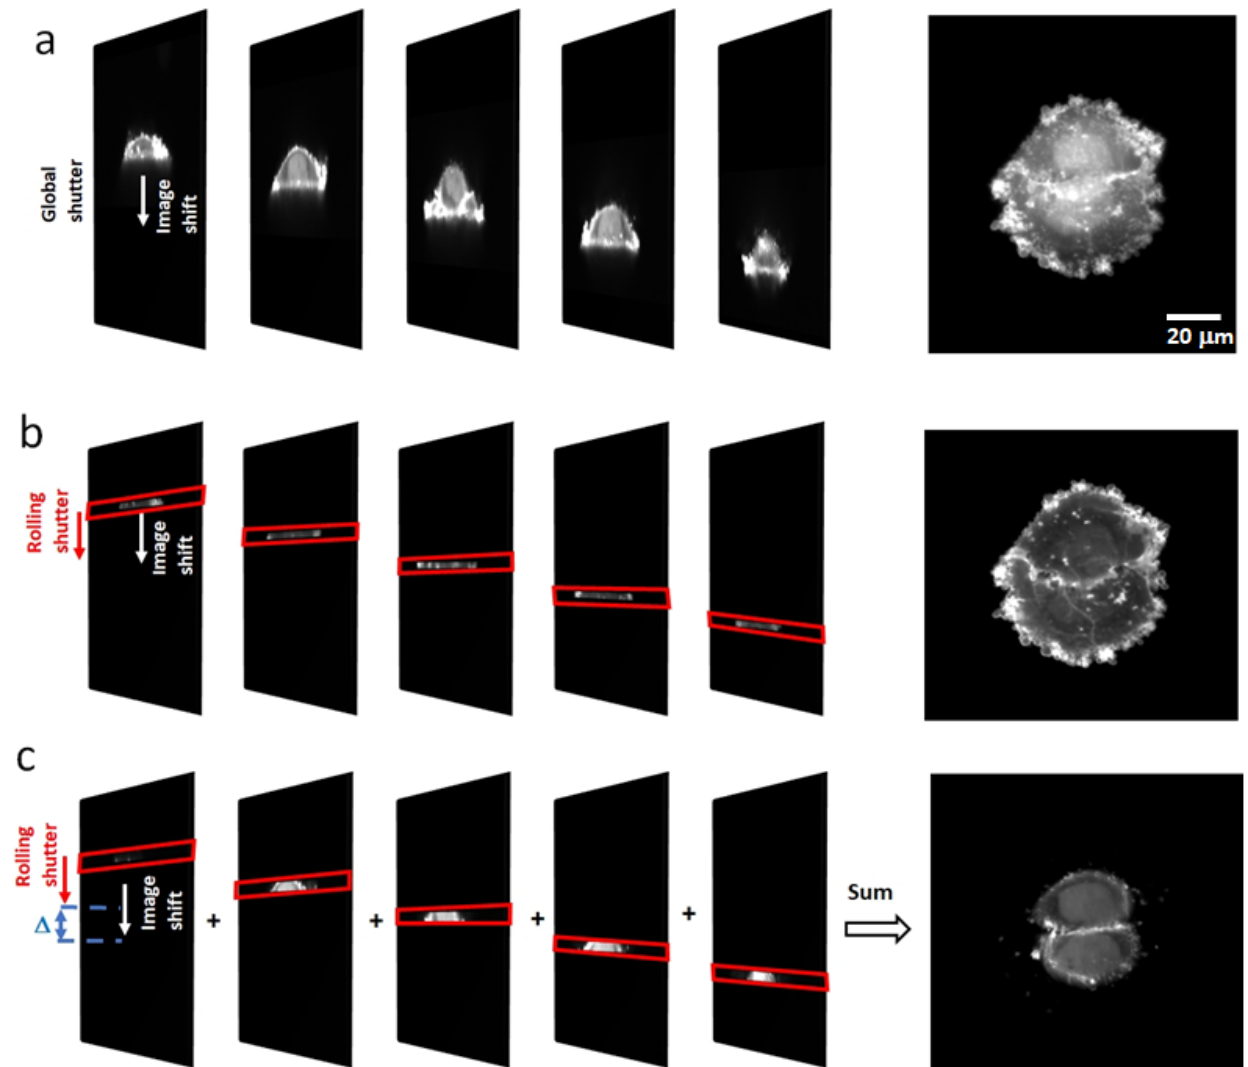 a
Global
shutter
Image
shift
20 μm
b
Rolling
shutter
Image
shift
c
Rolling
shutter
Δ
Image
shift
+
+
+
+
Sum